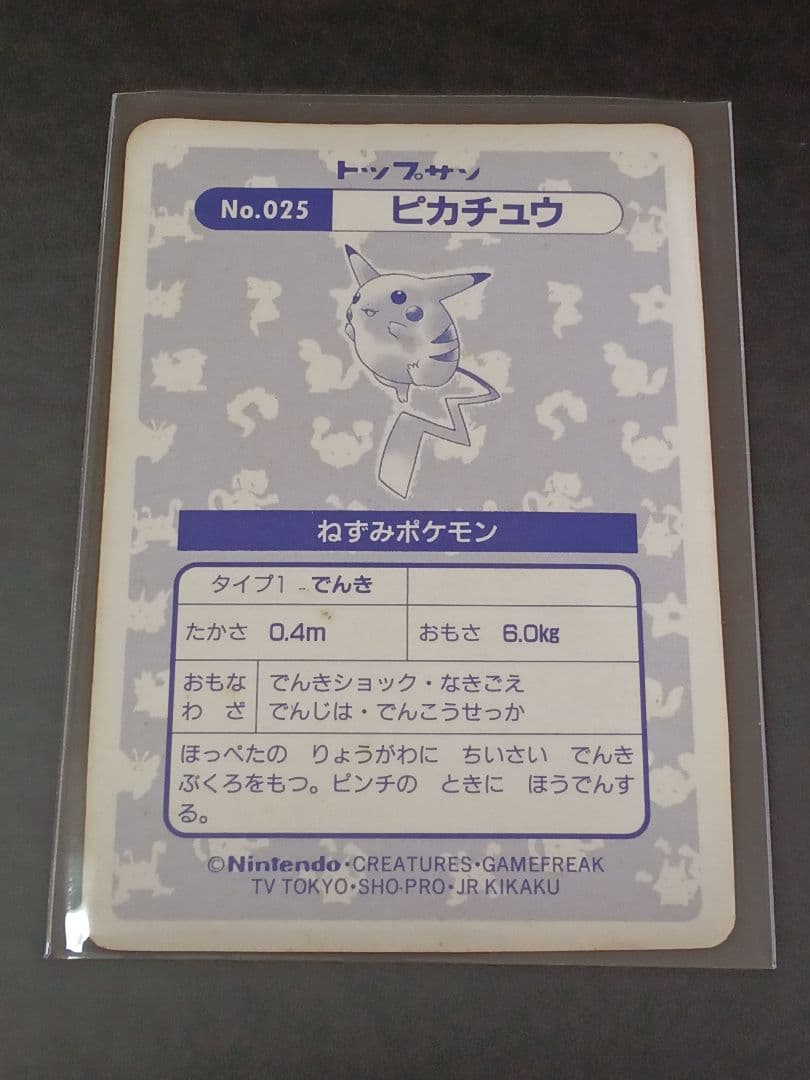 トップサン
No.025 ピカチュウ
ねずみポケモン
タイプ1 - でんき
たかさ 0.4m おもさ 6.0kg
おもな でんきショック・なきごえ
わ ざ でんじは・でんこうせっか
ほっぺたの りょうがわに ちいさい でんき
ぶくろをもつ。ピンチの ときに ほうでんす
る。
©Nintendo・CREATURES・GAMEFREAK
TV TOKYO・SHO-PRO・JR KIKAKU